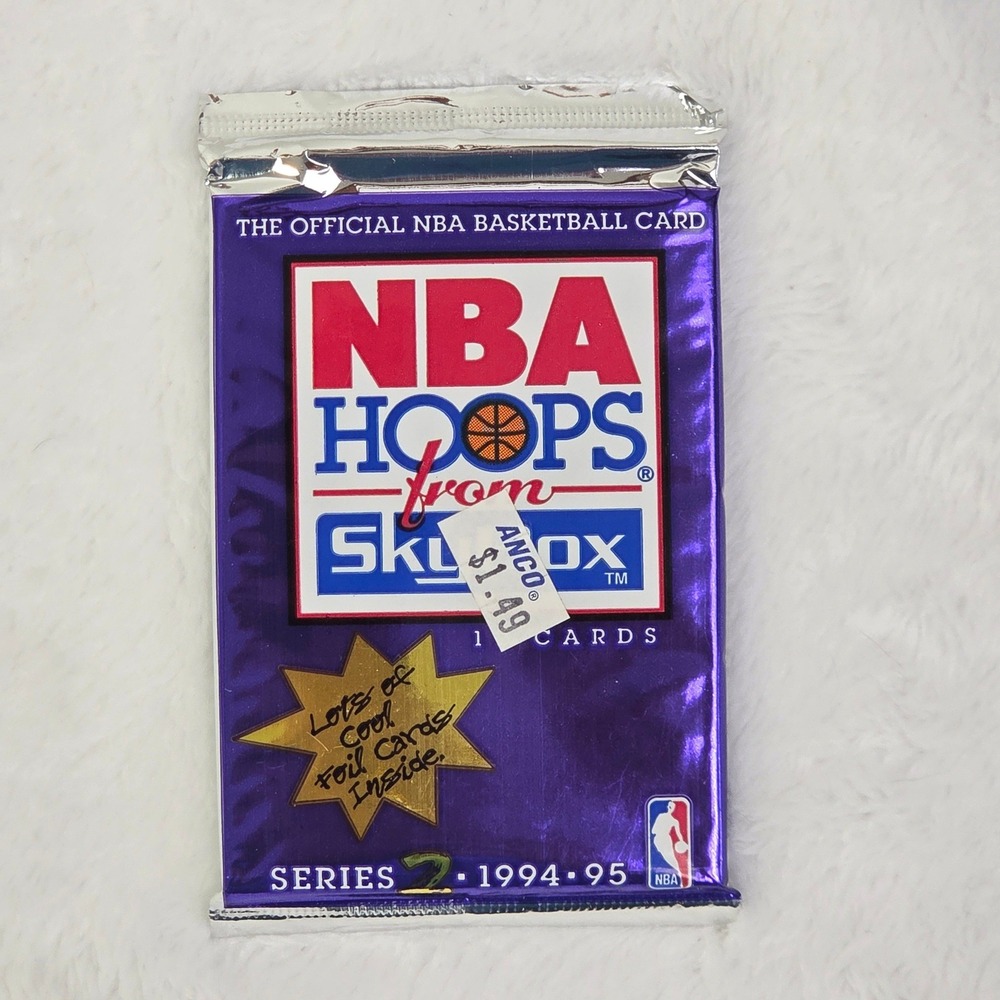 THE OFFICIAL NBA BASKETBALL CARD
NBA
HOOPS®
from
SkyBox™
ANCO®
$1.49
CARDS
Lots of
Cool
Foil Cards
Inside.
SERIES 2 • 1994 • 95
NBA